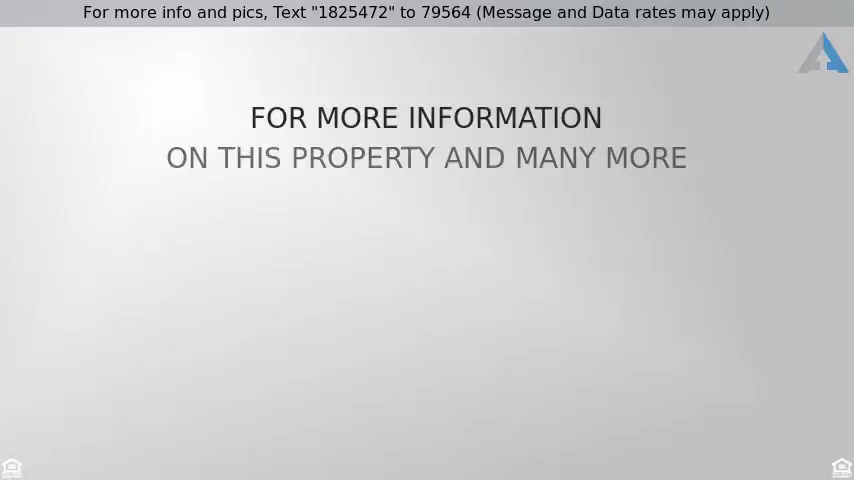 For more info and pics, Text "1825472" to 79564 (Message and Data rates may apply)
FOR MORE INFORMATION
ON THIS PROPERTY AND MANY MORE